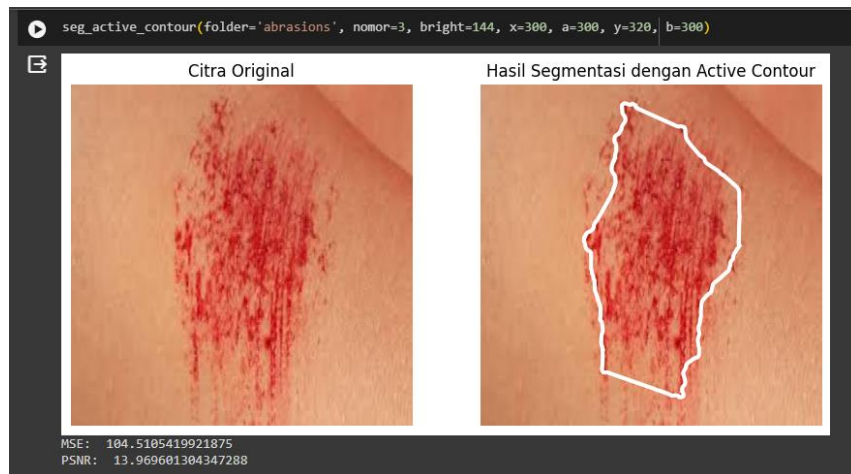 seg_active_contour(folder='abrasions', nomor=3, bright=144, x=300, a=300, y=320, b=300)
Citra Original
Hasil Segmentasi dengan Active Contour
MSE:  104.5105419921875
PSNR:  13.969601304347288